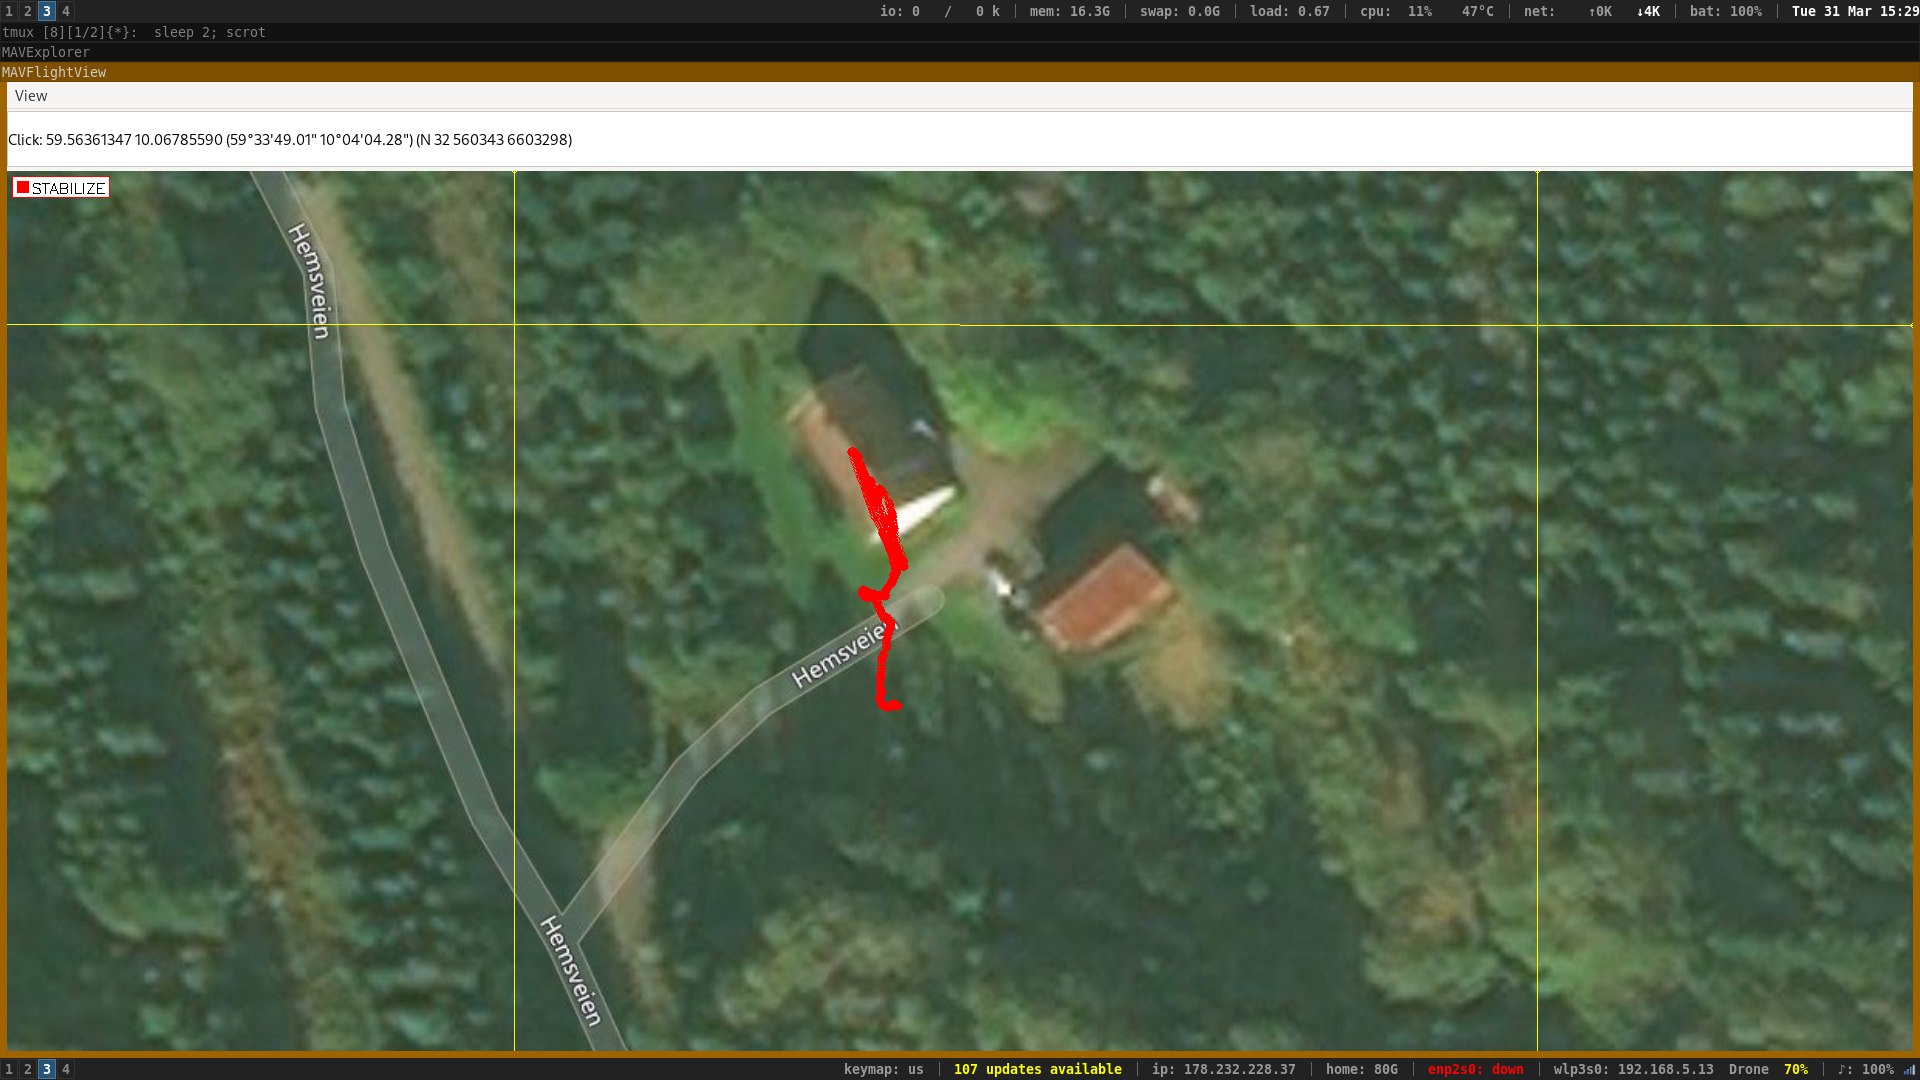 1 2 3 4 io: 0 / 0 k mem: 16.3G swap: 0.0G load: 0.67 cpu: 11% 47°C net: ↑0K ↓4K bat: 100% Tue 31 Mar 15:29
tmux [8][1/2]{*}: sleep 2; scrot
MAVExplorer
MAVFlightView
View
Click: 59.56361347 10.06785590 (59°33'49.01" 10°04'04.28") (N 32 560343 6603298)
STABILIZE
Hemsveien
Hemsveien
Hemsveien
1 2 3 4 keymap: us 107 updates available ip: 178.232.228.37 home: 80G enp2s0: down wlp3s0: 192.168.5.13 Drone 70% ♪: 100%